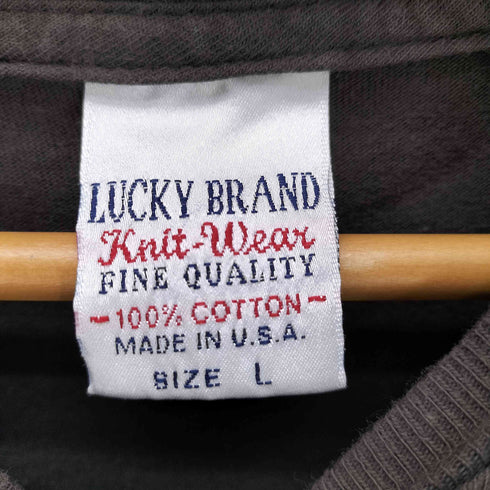 LUCKY BRAND
Knit-Wear
FINE QUALITY
~100% COTTON~
MADE IN U.S.A.
SIZE L